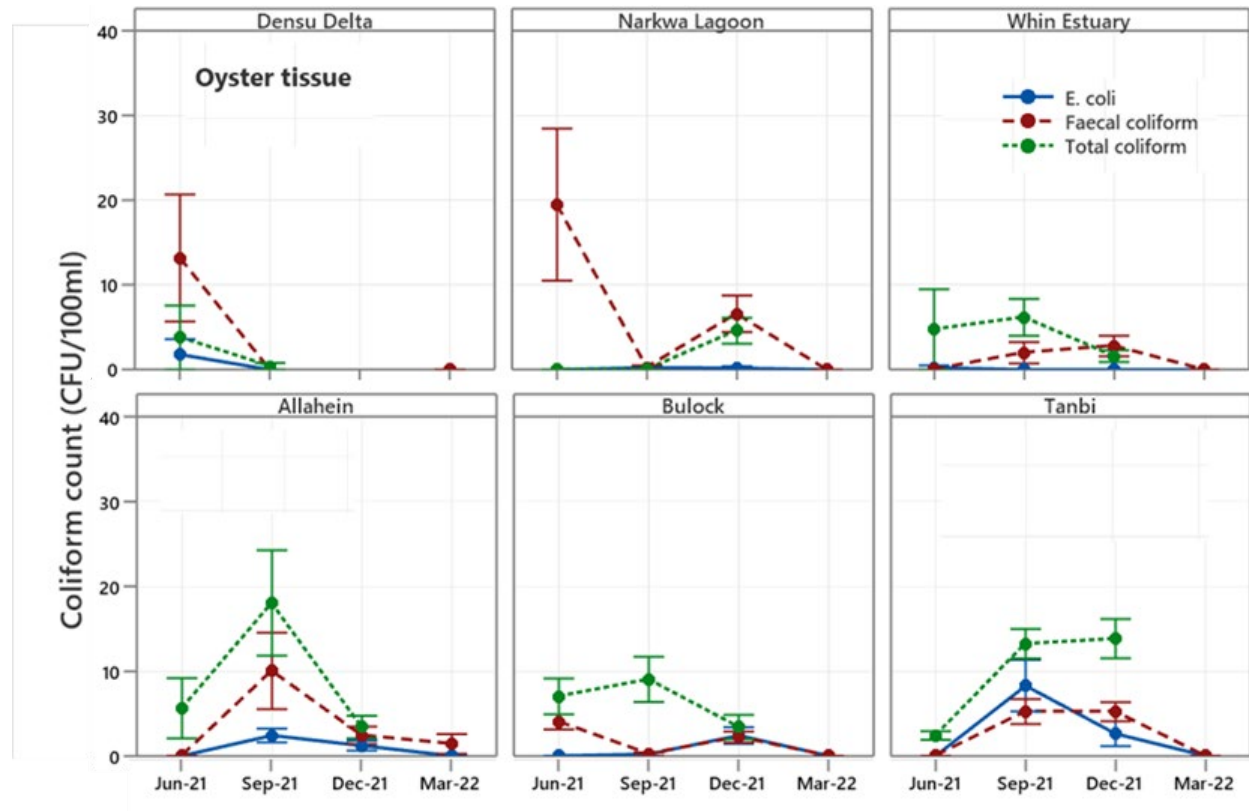 Densu Delta
Narkwa Lagoon
Whin Estuary
40
30
20
10
0
Oyster tissue
E. coli
Faecal coliform
Total coliform
Coliform count (CFU/100ml)
Allahein
Bulock
Tanbi
40
30
20
10
0
Jun-21 Sep-21 Dec-21 Mar-22
Jun-21 Sep-21 Dec-21 Mar-22
Jun-21 Sep-21 Dec-21 Mar-22